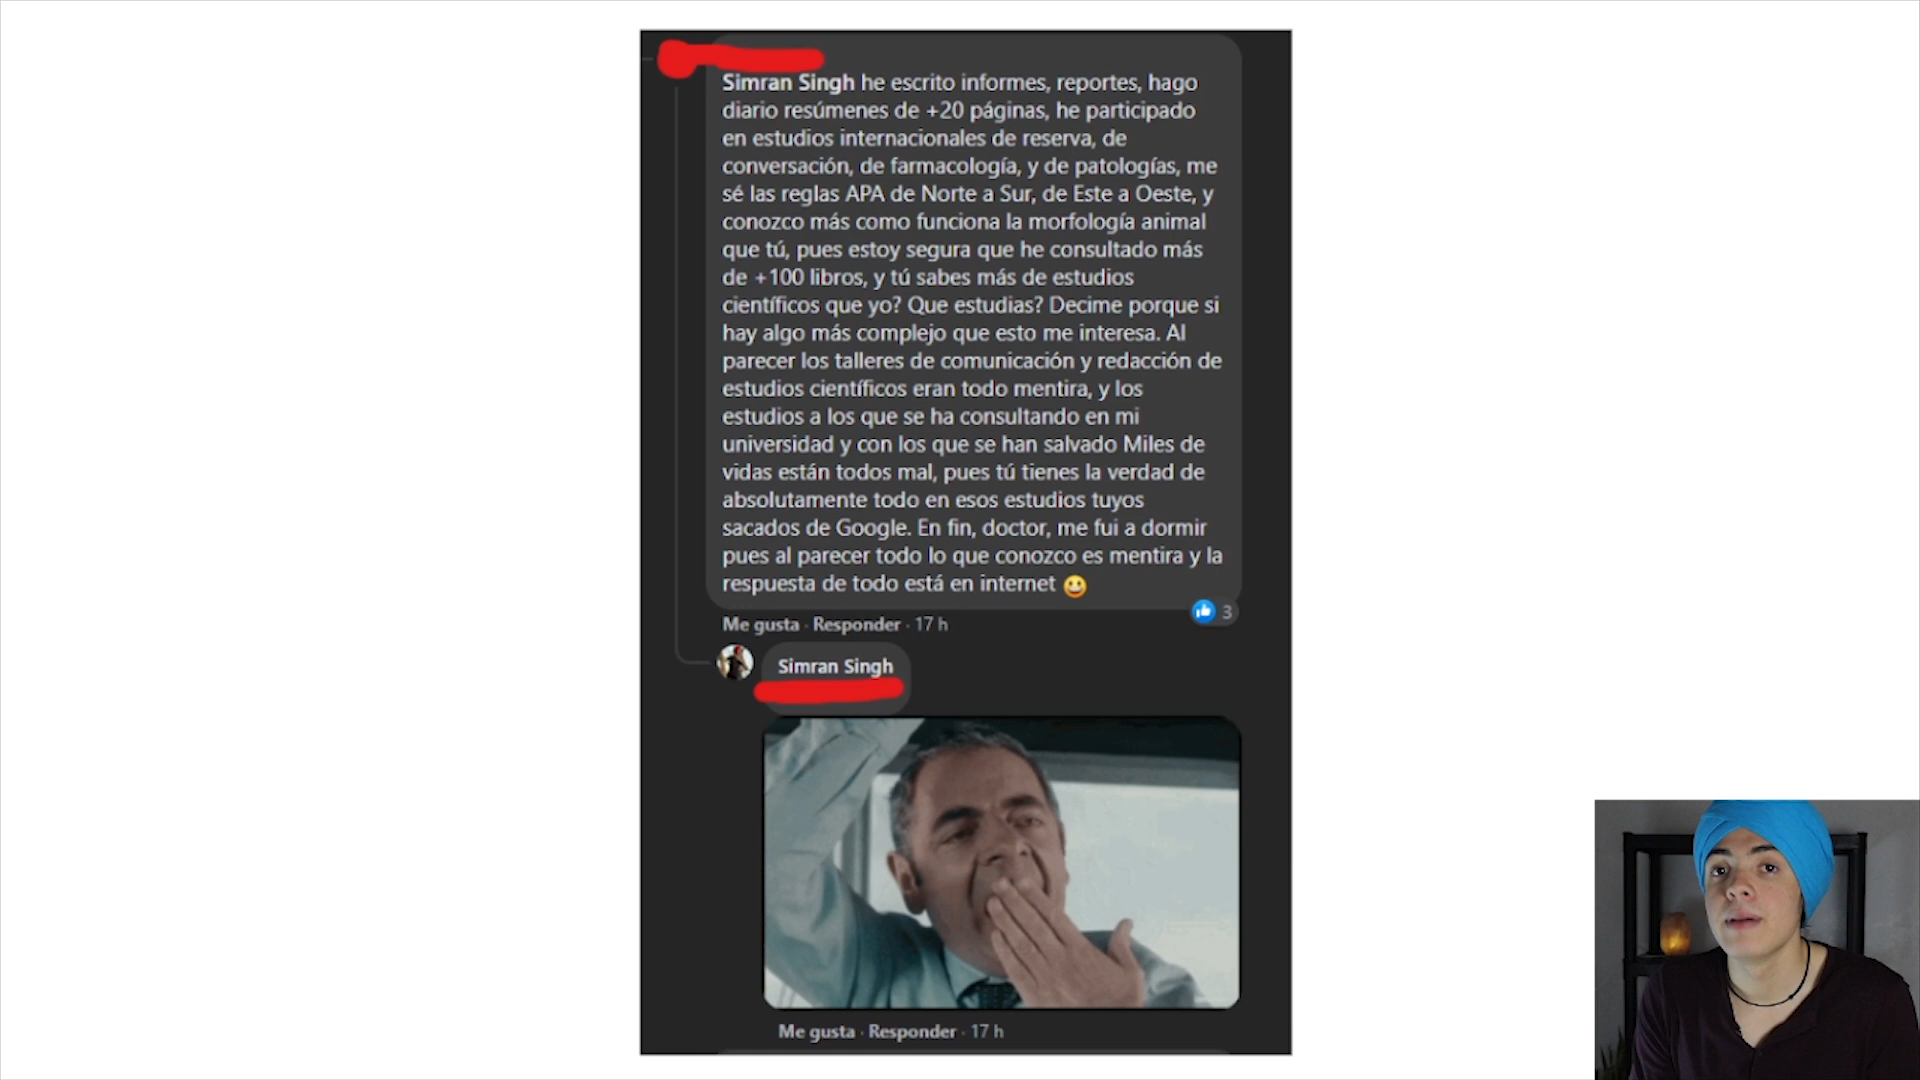 Simran Singh he escrito informes, reportes, hago
diario resúmenes de +20 páginas, he participado
en estudios internacionales de reserva, de
conversación, de farmacología, y de patologías, me
sé las reglas APA de Norte a Sur, de Este a Oeste, y
conozco más como funciona la morfología animal
que tú, pues estoy segura que he consultado más
de +100 libros, y tú sabes más de estudios
científicos que yo? Que estudias? Decime porque si
hay algo más complejo que esto me interesa. Al
parecer los talleres de comunicación y redacción de
estudios científicos eran todo mentira, y los
estudios a los que se ha consultando en mi
universidad y con los que se han salvado Miles de
vidas están todos mal, pues tú tienes la verdad de
absolutamente todo en esos estudios tuyos
sacados de Google. En fin, doctor, me fui a dormir
pues al parecer todo lo que conozco es mentira y la
respuesta de todo está en internet 😀
3
Me gusta · Responder · 17 h
Simran Singh
Me gusta · Responder · 17 h